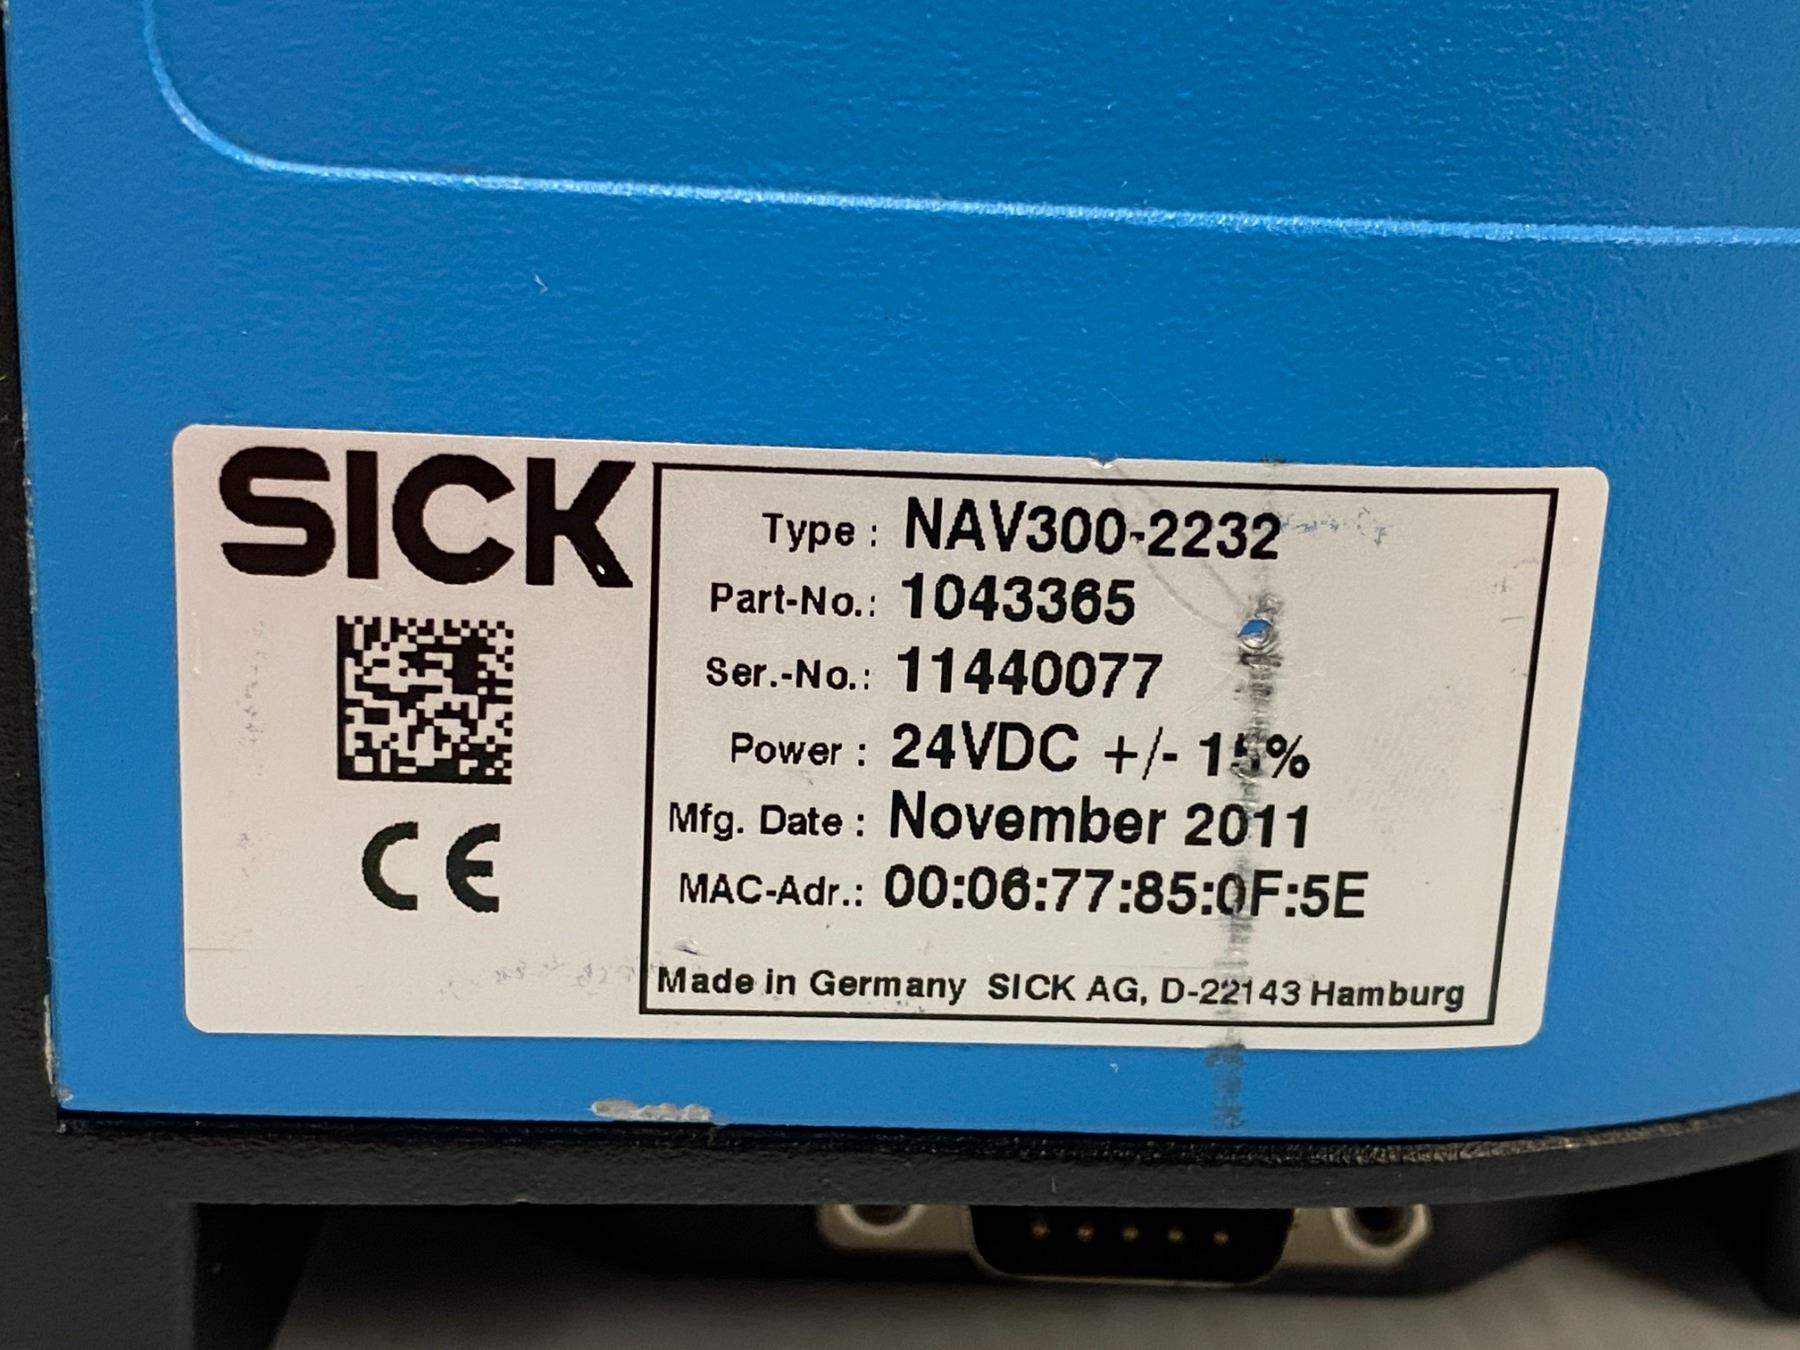 SICK
CE
Type : NAV300-2232
Part-No.: 1043365
Ser.-No.: 11440077
Power : 24VDC +/- 15%
Mfg. Date : November 2011
MAC-Adr.: 00:06:77:85:0F:5E
Made in Germany SICK AG, D-22143 Hamburg